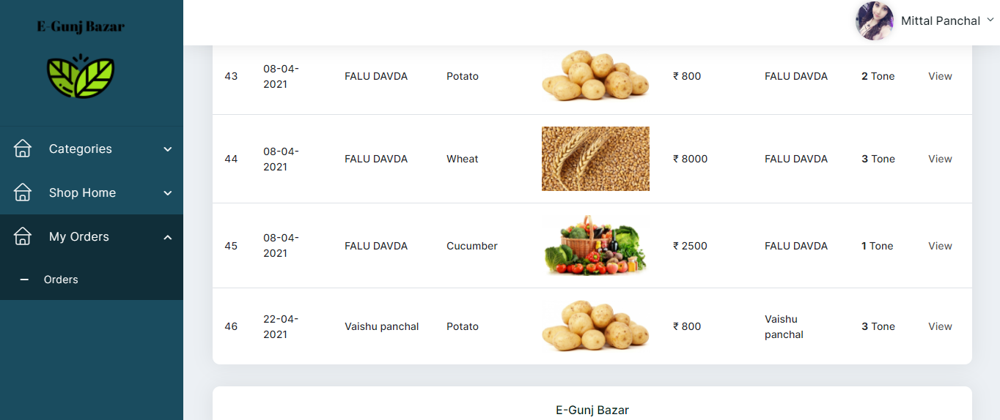 E-Gunj Bazar
Mittal Panchal
Categories
Shop Home
My Orders
Orders
43 08-04-2021 FALU DAVDA Potato ₹ 800 FALU DAVDA 2 Tone View
44 08-04-2021 FALU DAVDA Wheat ₹ 8000 FALU DAVDA 3 Tone View
45 08-04-2021 FALU DAVDA Cucumber ₹ 2500 FALU DAVDA 1 Tone View
46 22-04-2021 Vaishu panchal Potato ₹ 800 Vaishu panchal 3 Tone View
E-Gunj Bazar